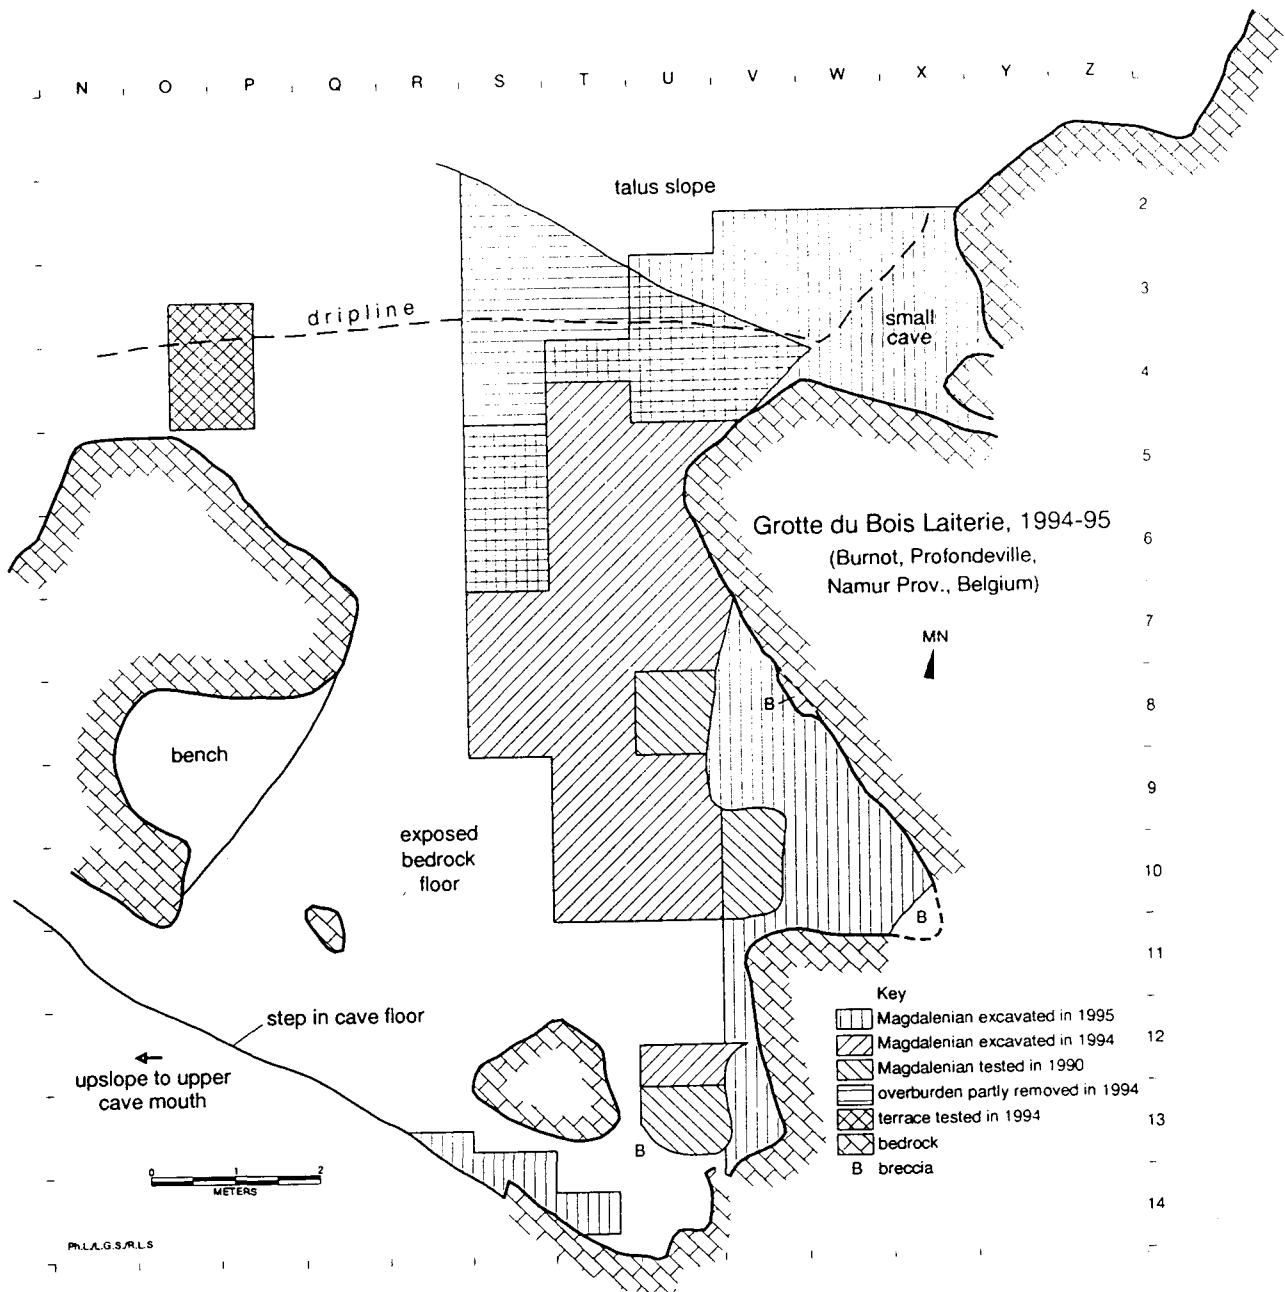 N O P Q R S T U V W X Y Z
talus slope
2
dripline
3
small
cave
4
5
Grotte du Bois Laiterie, 1994-95
(Burnot, Profondeville,
Namur Prov., Belgium)
6
7
MN
B
8
bench
9
exposed
bedrock
floor
10
B
11
step in cave floor
upslope to upper
cave mouth
12
13
B
14
0 1 2
METERS
Key
Magdalenian excavated in 1995
Magdalenian excavated in 1994
Magdalenian tested in 1990
overburden partly removed in 1994
terrace tested in 1994
bedrock
B breccia
Ph.L./L.G.S./R.L.S